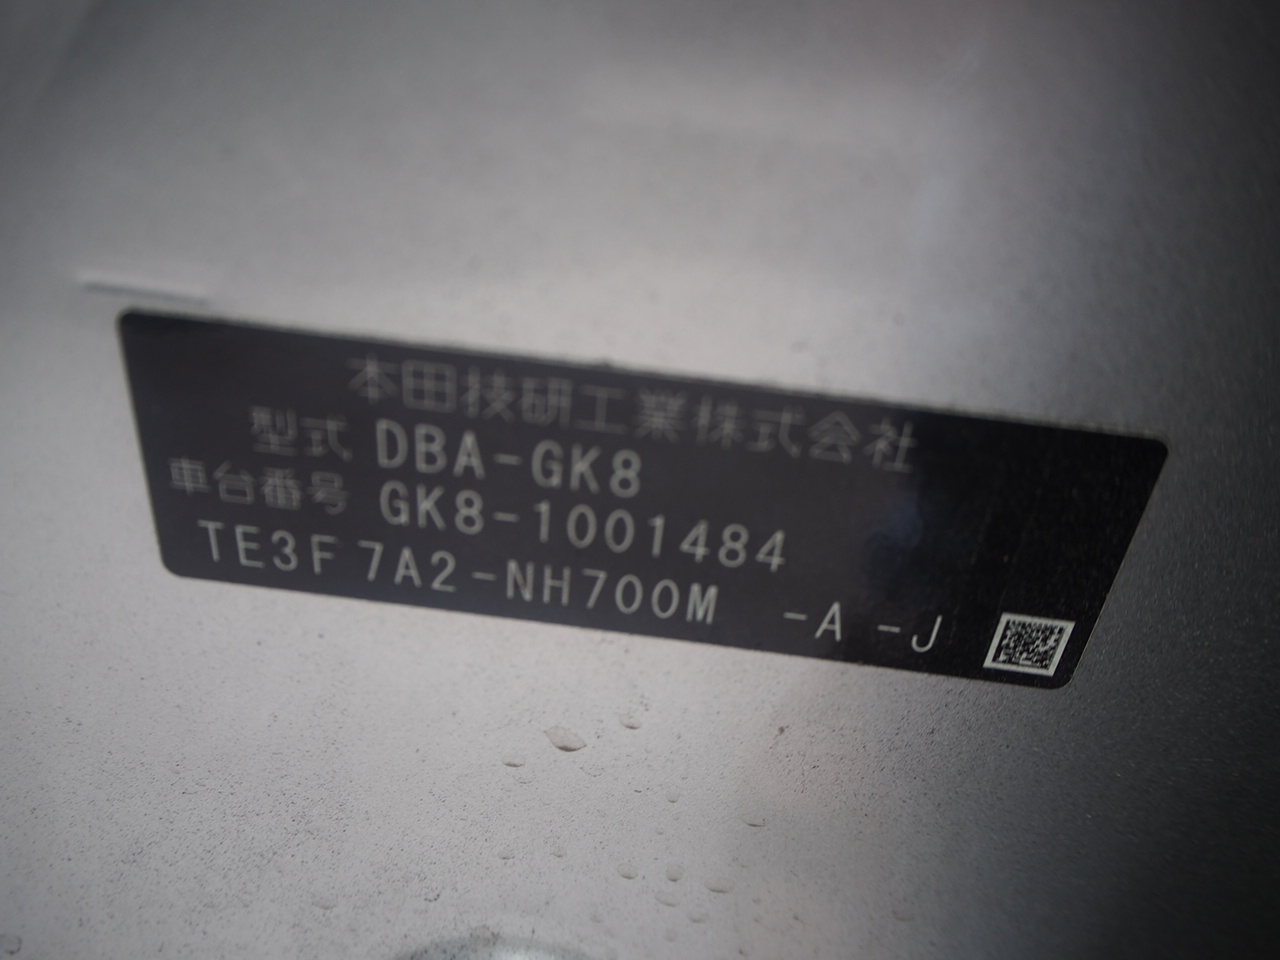 本田技研工業株式会社
型式 DBA-GK8
車台番号 GK8-1001484
TE3F7A2-NH700M -A -J